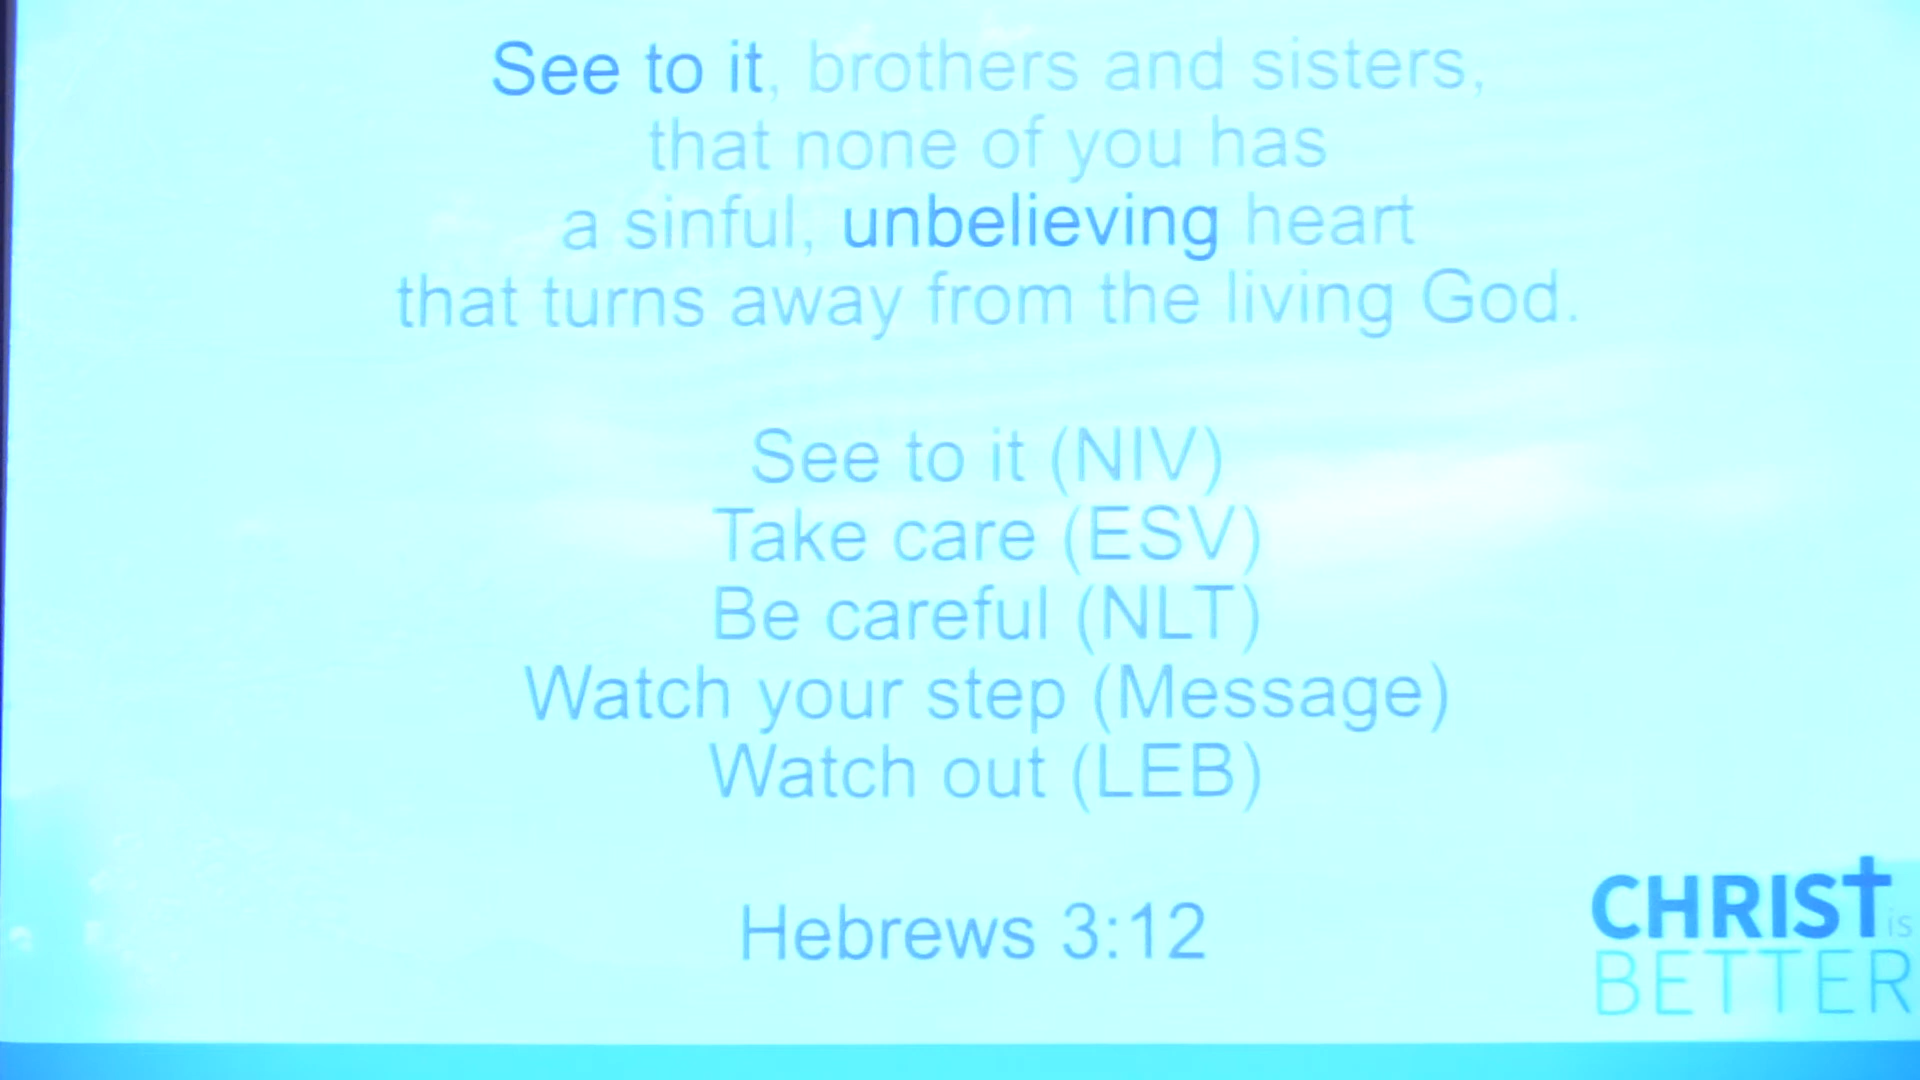 See to it, brothers and sisters,
that none of you has
a sinful, unbelieving heart
that turns away from the living God.
See to it (NIV)
Take care (ESV)
Be careful (NLT)
Watch your step (Message)
Watch out (LEB)
Hebrews 3:12
CHRIST is
BETTER